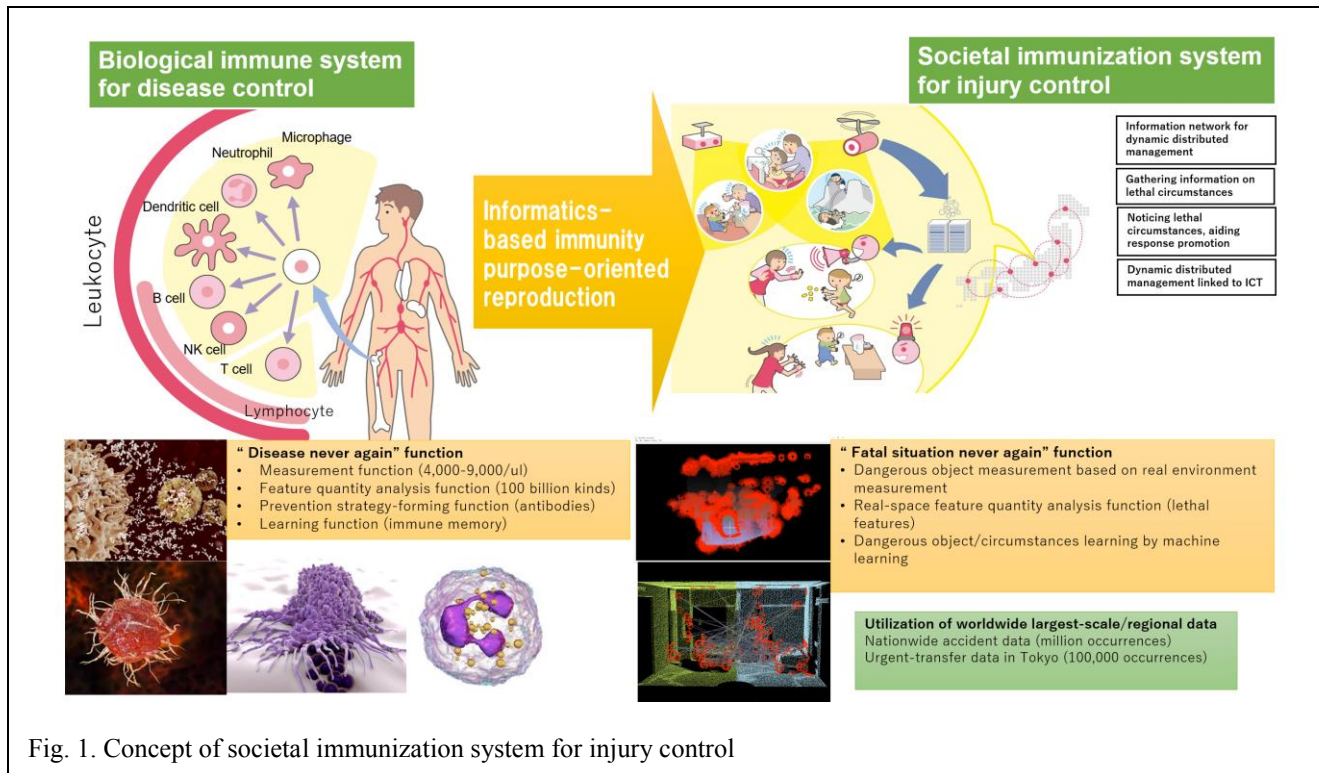 Biological immune system
for disease control
Societal immunization system
for injury control
Microphage
Neutrophil
Dendritic cell
B cell
NK cell
T cell
Leukocyte
Lymphocyte
Informatics-
based immunity
purpose-oriented
reproduction
Information network for
dynamic distributed
management
Gathering information on
lethal circumstances
Noticing lethal
circumstances, aiding
response promotion
Dynamic distributed
management linked to ICT
“ Disease never again” function
• Measurement function (4,000-9,000/ul)
• Feature quantity analysis function (100 billion kinds)
• Prevention strategy-forming function (antibodies)
• Learning function (immune memory)
“ Fatal situation never again” function
• Dangerous object measurement based on real environment
measurement
• Real-space feature quantity analysis function (lethal
features)
• Dangerous object/circumstances learning by machine
learning
Utilization of worldwide largest-scale/regional data
Nationwide accident data (million occurrences)
Urgent-transfer data in Tokyo (100,000 occurrences)
Fig. 1. Concept of societal immunization system for injury control